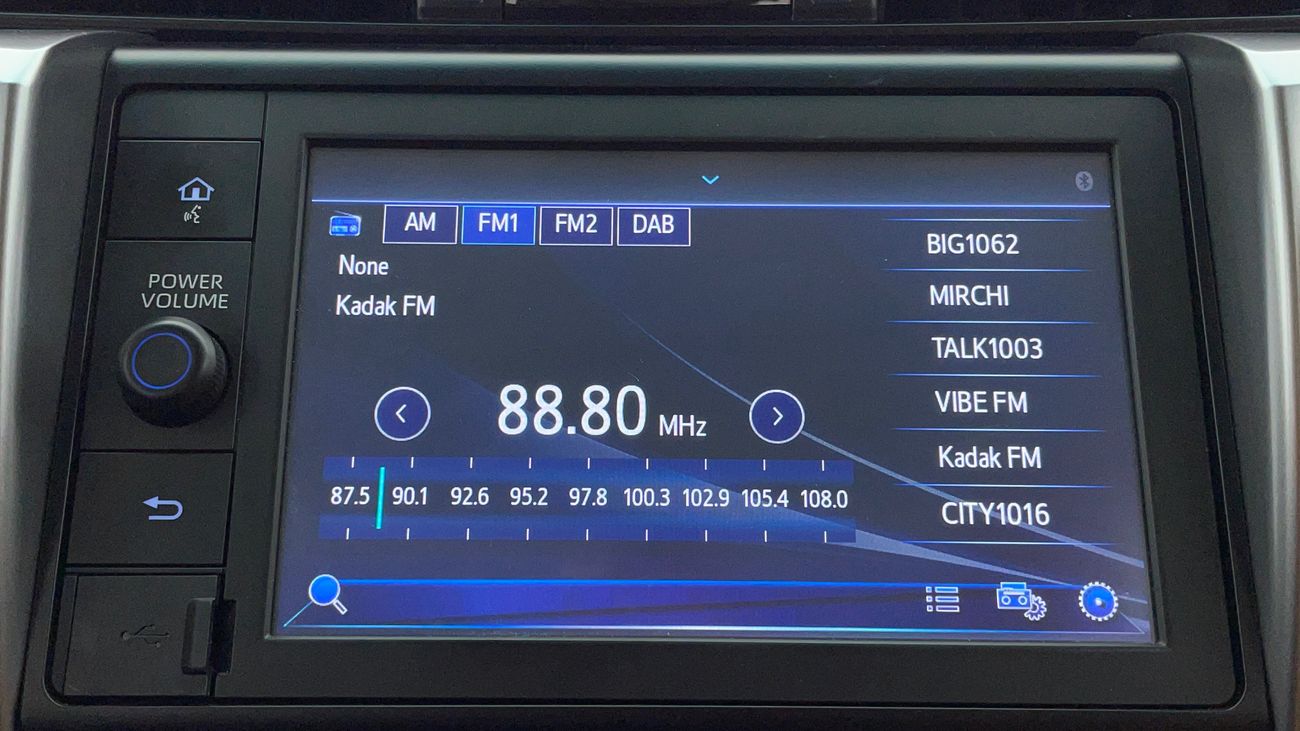 POWER
VOLUME
AM FM1 FM2 DAB
None
Kadak FM
88.80 MHz
87.5 90.1 92.6 95.2 97.8 100.3 102.9 105.4 108.0
BIG1062
MIRCHI
TALK1003
VIBE FM
Kadak FM
CITY1016